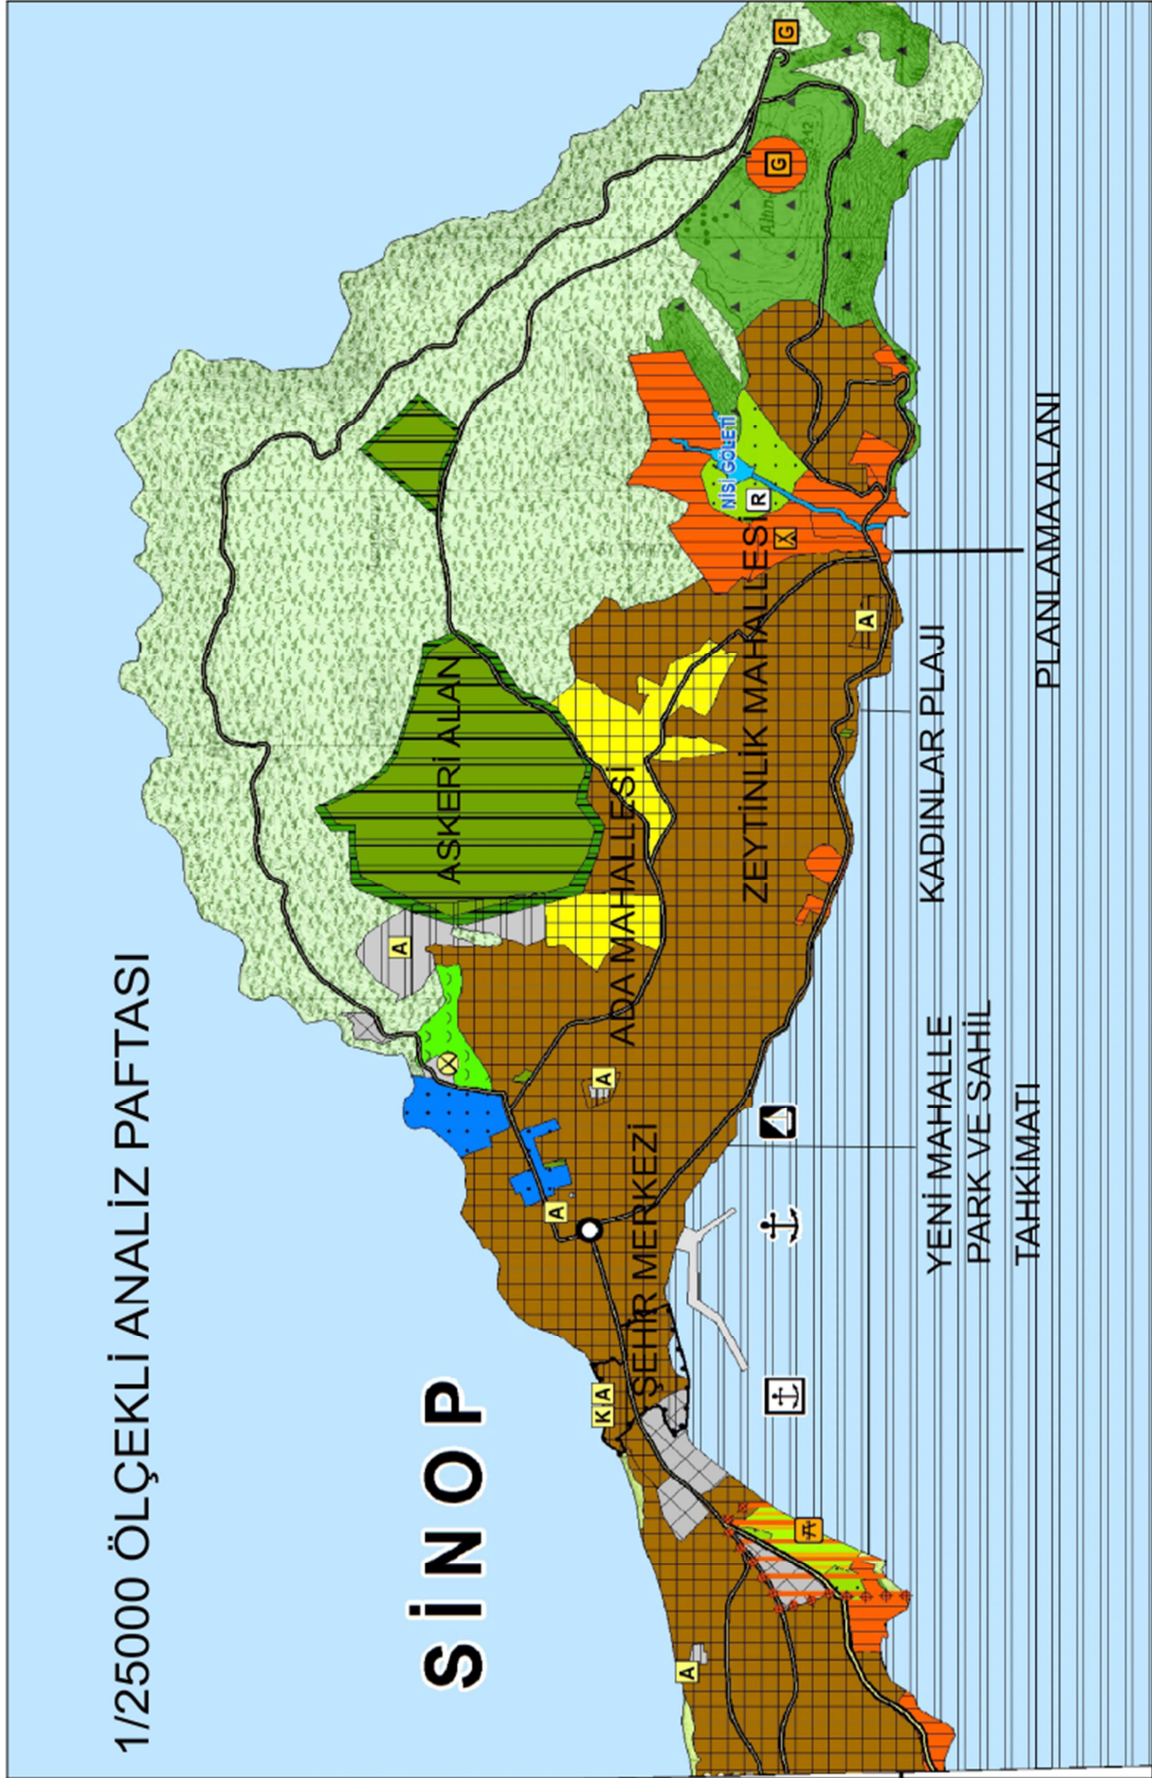 1/25000 ÖLÇEKLİ ANALİZ PAFTASI
SİNOP
ASKERİ ALAN
ADA MAHALLESİ
ZEYTİNLİK MAHALLESİ
ŞEHİR MERKEZİ
NİSİ GÖLETİ
KADINLAR PLAJI
PLANLAMA ALANI
YENİ MAHALLE
PARK VE SAHİL
TAHKİMATI
K A
A
A
A
A
A
R
G
G